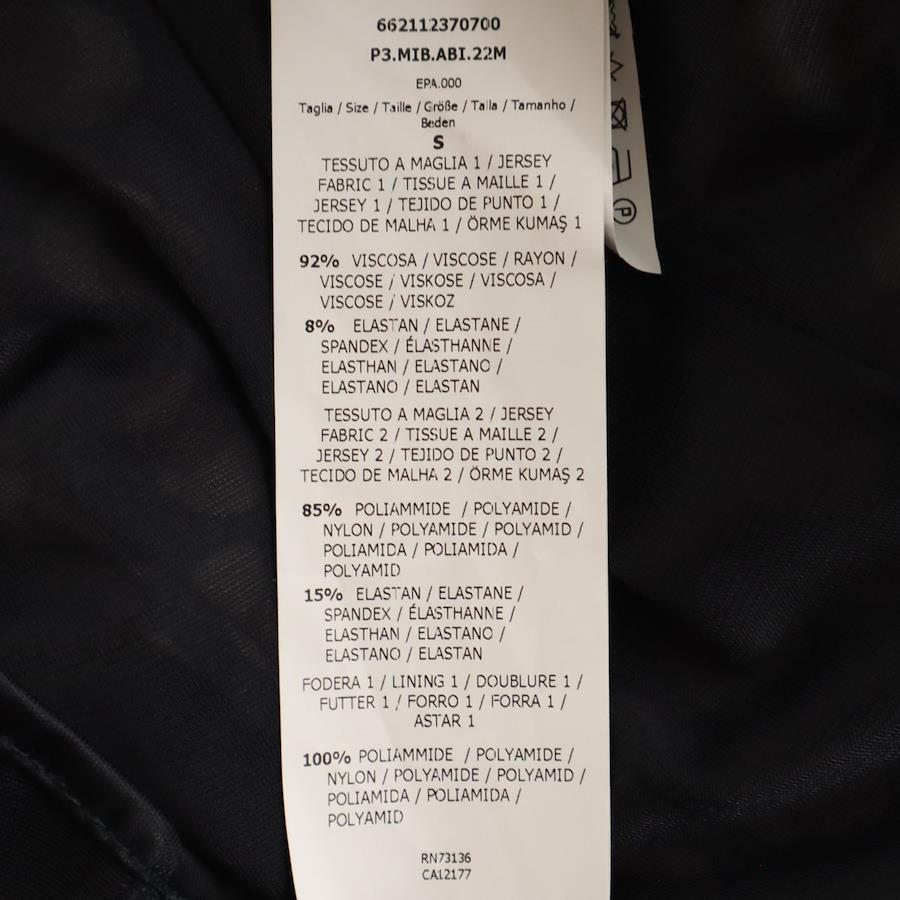 662112370700
P3.MIB.ABI.22M
EPA.000
Taglia / Size / Taille / Größe / Talla / Tamanho /
Beden
S
TESSUTO A MAGLIA 1 / JERSEY
FABRIC 1 / TISSUE A MAILLE 1 /
JERSEY 1 / TEJIDO DE PUNTO 1 /
TECIDO DE MALHA 1 / ÖRME KUMAŞ 1
92% VISCOSA / VISCOSE / RAYON /
VISCOSE / VISKOSE / VISCOSA /
VISCOSE / VISKOZ
8% ELASTAN / ELASTANE /
SPANDEX / ÉLASTHANNE /
ELASTHAN / ELASTANO /
ELASTANO / ELASTAN
TESSUTO A MAGLIA 2 / JERSEY
FABRIC 2 / TISSUE A MAILLE 2 /
JERSEY 2 / TEJIDO DE PUNTO 2 /
TECIDO DE MALHA 2 / ÖRME KUMAŞ 2
85% POLIAMMIDE / POLYAMIDE /
NYLON / POLYAMIDE / POLYAMID /
POLIAMIDA / POLIAMIDA /
POLYAMID
15% ELASTAN / ELASTANE /
SPANDEX / ÉLASTHANNE /
ELASTHAN / ELASTANO /
ELASTANO / ELASTAN
FODERA 1 / LINING 1 / DOUBLURE 1 /
FUTTER 1 / FORRO 1 / FORRA 1 /
ASTAR 1
100% POLIAMMIDE / POLYAMIDE /
NYLON / POLYAMIDE / POLYAMID /
POLIAMIDA / POLIAMIDA /
POLYAMID
RN73136
CA12177
P